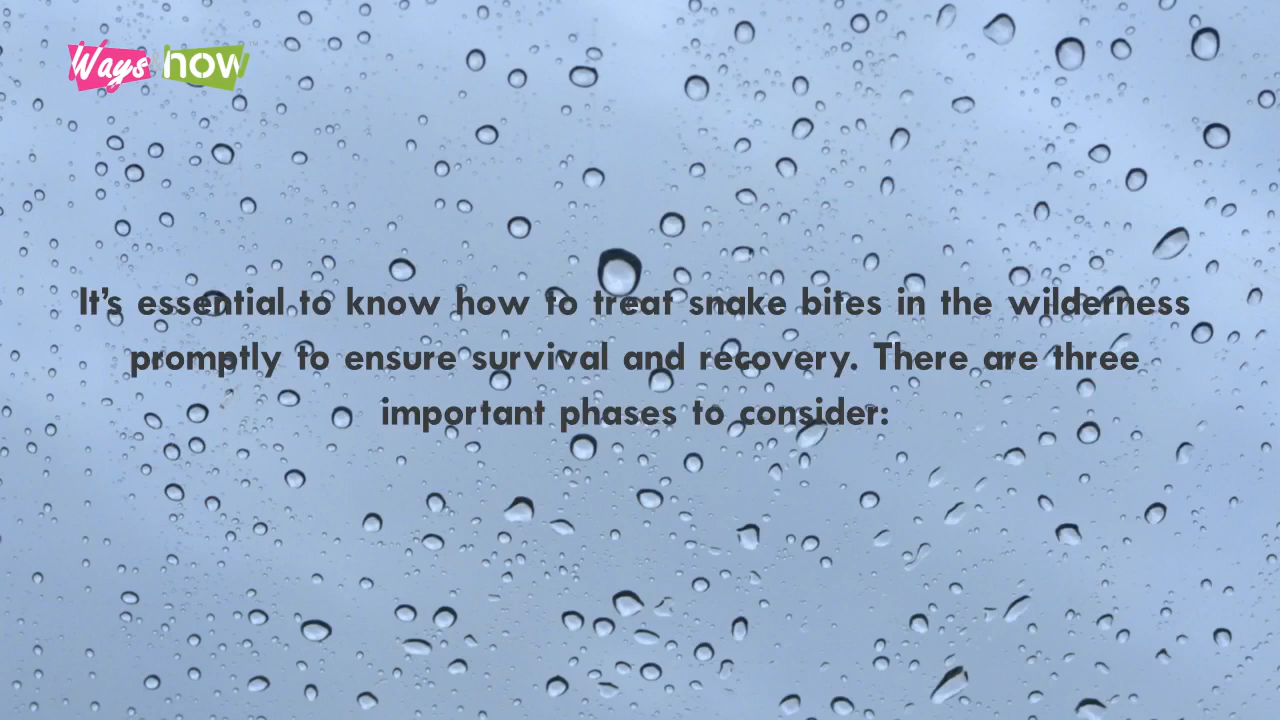 Ways how
It's essential to know how to treat snake bites in the wilderness
promptly to ensure survival and recovery. There are three
important phases to consider: